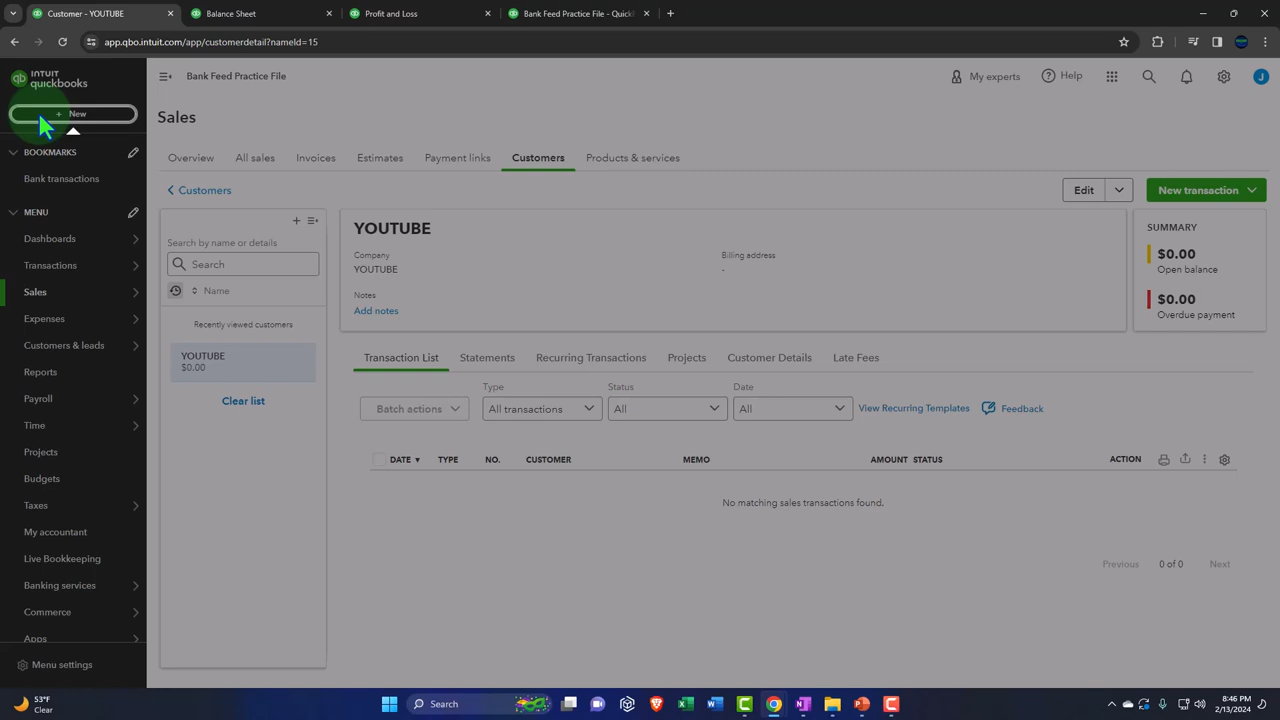 Customer - YOUTUBE
Balance Sheet
Profit and Loss
Bank Feed Practice File - QuickB
app.qbo.intuit.com/app/customerdetail?nameId=15
INTUIT
quickbooks
Bank Feed Practice File
My experts
Help
J
+ New
Sales
BOOKMARKS
Bank transactions
MENU
Dashboards
Transactions
Sales
Expenses
Customers & leads
Reports
Payroll
Time
Projects
Budgets
Taxes
My accountant
Live Bookkeeping
Banking services
Commerce
Apps
Menu settings
Overview
All sales
Invoices
Estimates
Payment links
Customers
Products & services
Customers
Edit
New transaction
Search by name or details
Search
Name
Recently viewed customers
YOUTUBE
$0.00
Clear list
YOUTUBE
Company
YOUTUBE
Billing address
-
Notes
Add notes
SUMMARY
$0.00
Open balance
$0.00
Overdue payment
Transaction List
Statements
Recurring Transactions
Projects
Customer Details
Late Fees
Batch actions
Type
All transactions
Status
All
Date
All
View Recurring Templates
Feedback
DATE ▼
TYPE
NO.
CUSTOMER
MEMO
AMOUNT
STATUS
ACTION
No matching sales transactions found.
Previous
0 of 0
Next
53°F
Clear
Search
8:46 PM
2/13/2024